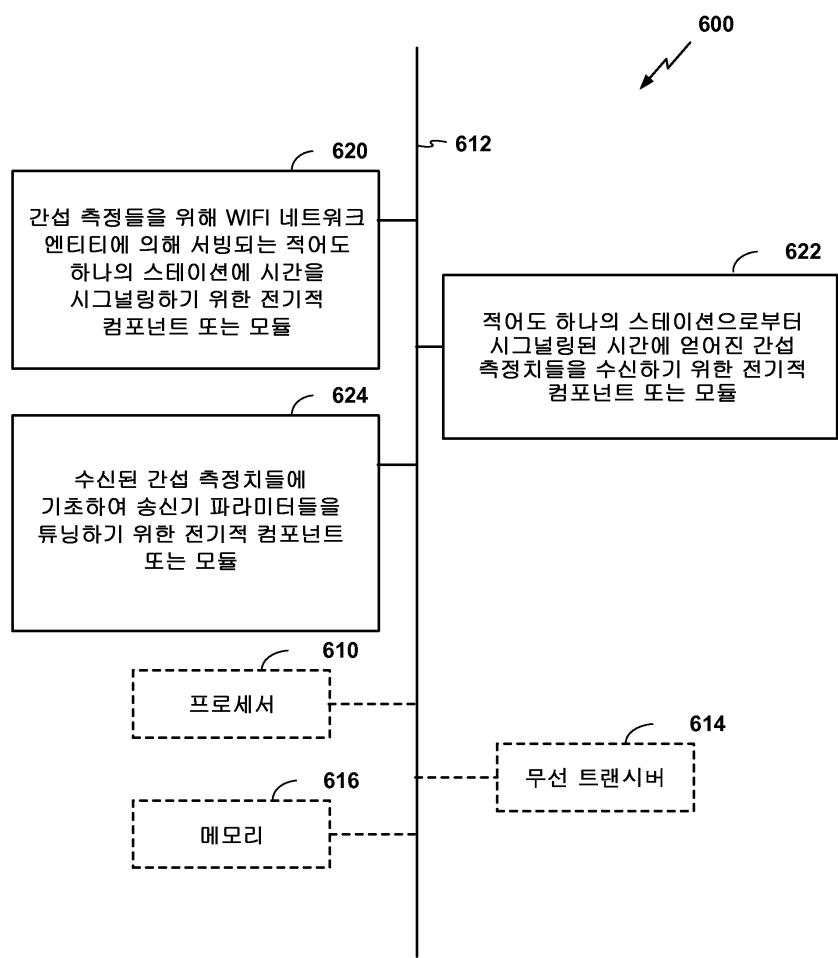 600
612
620
간섭 측정들을 위해 WIFI 네트워크
엔티티에 의해 서빙되는 적어도
하나의 스테이션에 시간을
시그널링하기 위한 전기적
컴포넌트 또는 모듈
622
적어도 하나의 스테이션으로부터
시그널링된 시간에 얻어진 간섭
측정치들을 수신하기 위한 전기적
컴포넌트 또는 모듈
624
수신된 간섭 측정치들에
기초하여 송신기 파라미터들을
튜닝하기 위한 전기적 컴포넌트
또는 모듈
610
프로세서
614
무선 트랜시버
616
메모리